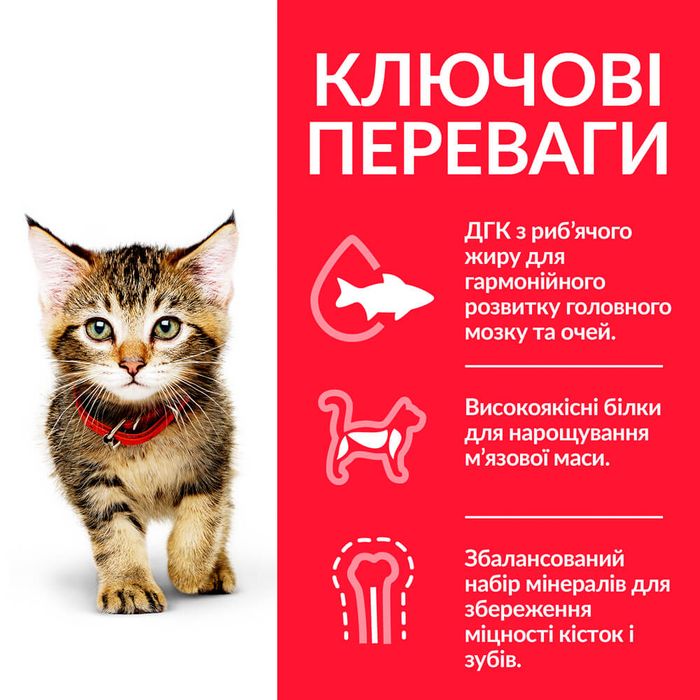 КЛЮЧОВІ
ПЕРЕВАГИ
ДГК з риб’ячого
жиру для
гармонійного
розвитку головного
мозку та очей.
Високоякісні білки
для нарощування
м’язової маси.
Збалансований
набір мінералів для
збереження
міцності кісток і
зубів.